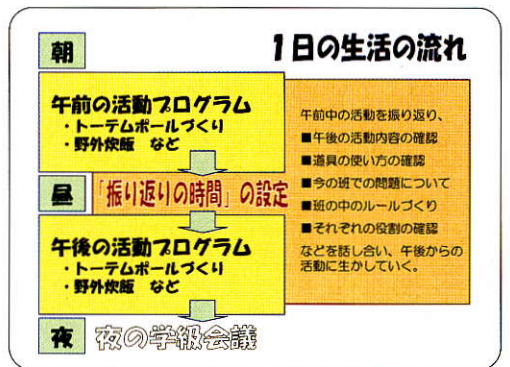 1日の生活の流れ
朝
午前の活動プログラム
・トーテムポールづくり
・野外炊飯 など
昼
「振り返りの時間」の設定
午前中の活動を振り返り、
■午後の活動内容の確認
■道具の使い方の確認
■今の班での問題について
■班の中のルールづくり
■それぞれの役割の確認
などを話し合い、午後からの
活動に生かしていく。
午後の活動プログラム
・トーテムポールづくり
・野外炊飯 など
夜
夜の学級会議